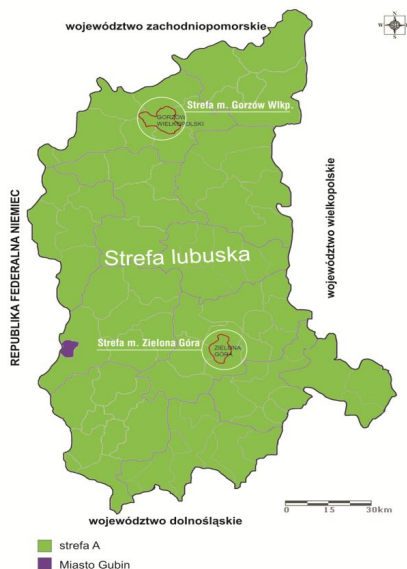 województwo zachodniopomorskie
N
W
E
S
Strefa m. Gorzów Wlkp.
GORZÓW
WIELKOPOLSKI
REPUBLIKA FEDERALNA NIEMIEC
województwo wielkopolskie
Strefa lubuska
Strefa m. Zielona Góra
ZIELONA
GÓRA
0 15 30km
województwo dolnośląskie
strefa A
Miasto Gubin